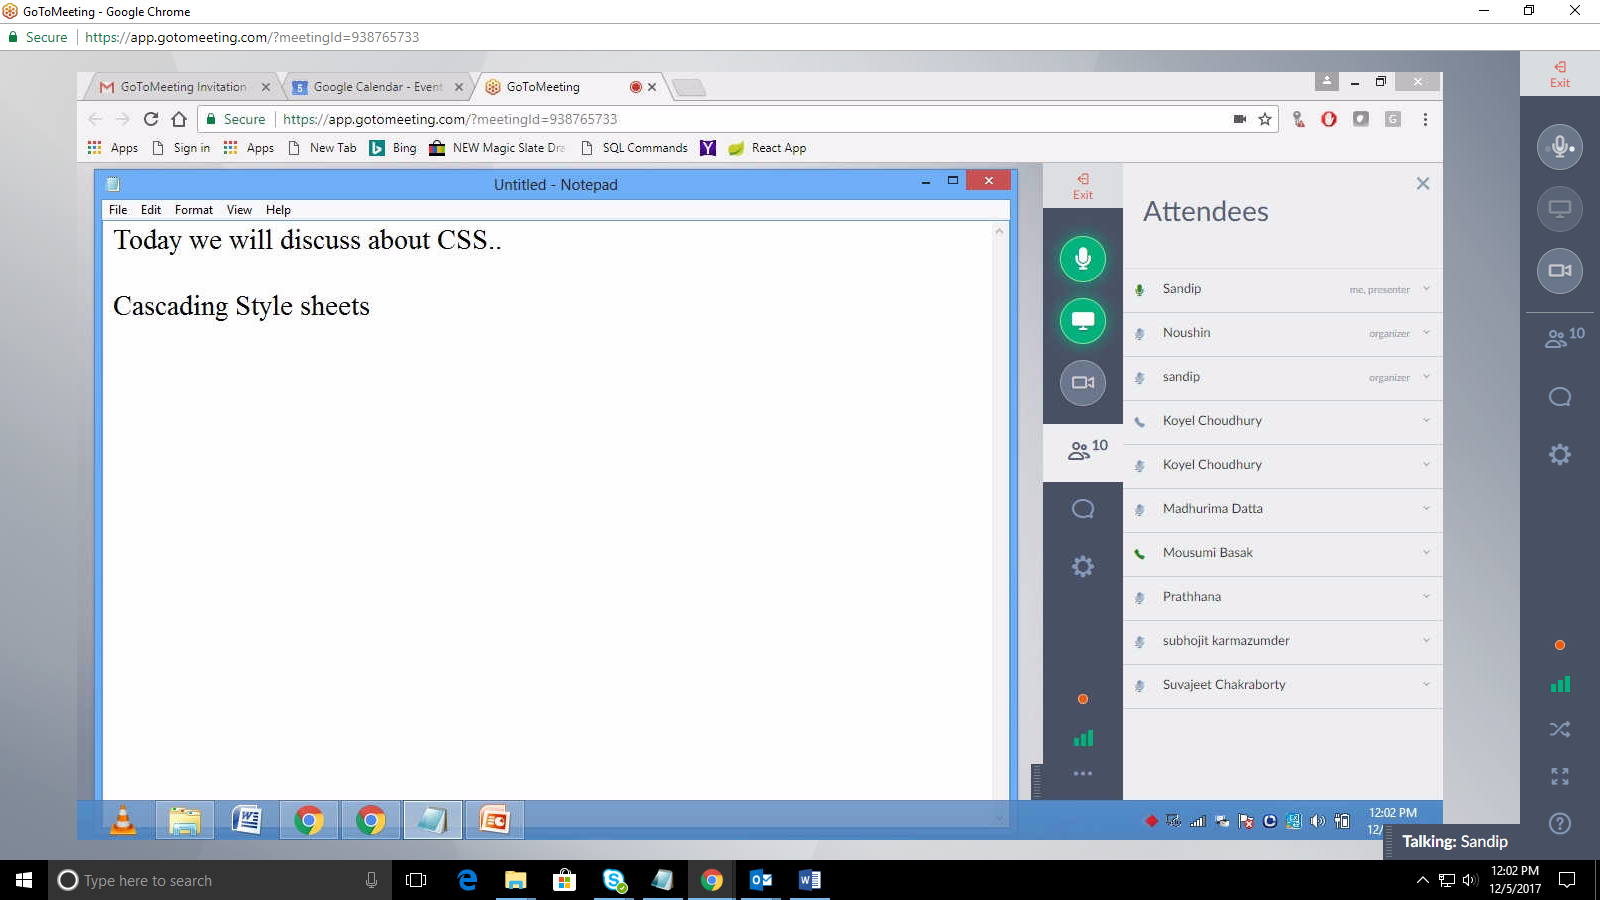 GoToMeeting - Google Chrome
Secure https://app.gotomeeting.com/?meetingId=938765733
GoToMeeting Invitation
Google Calendar - Event
GoToMeeting
Secure https://app.gotomeeting.com/?meetingId=938765733
Apps Sign in Apps New Tab Bing NEW Magic Slate Dra SQL Commands React App
Untitled - Notepad
File Edit Format View Help
Today we will discuss about CSS..
Cascading Style sheets
Exit
10
Attendees
Sandip me, presenter
Noushin organizer
sandip organizer
Koyel Choudhury
Koyel Choudhury
Madhurima Datta
Mousumi Basak
Prathhana
subhojit karmazumder
Suvajeet Chakraborty
Exit
10
12:02 PM
12/
Talking: Sandip
Type here to search
12:02 PM
12/5/2017